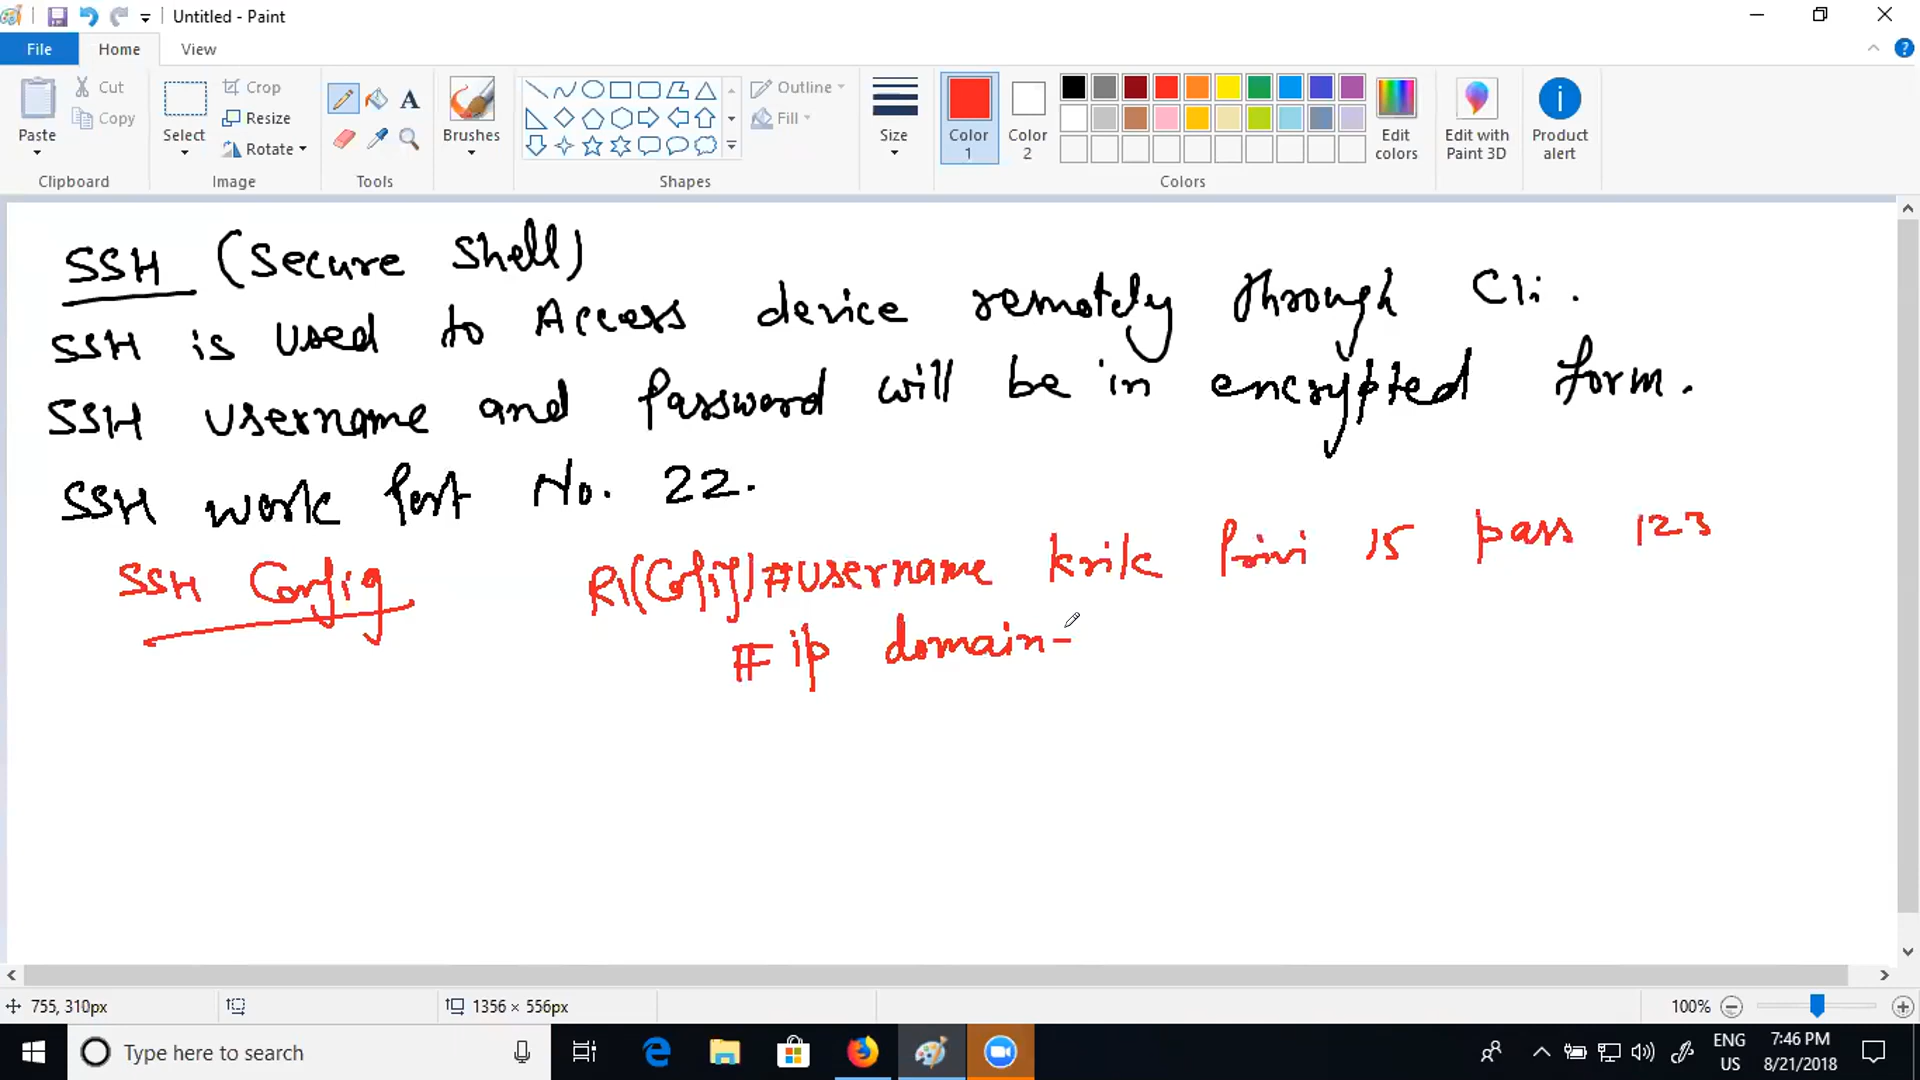 Untitled - Paint
File Home View
Paste Cut Copy Clipboard
Select Crop Resize Rotate Image
Tools
Brushes
Shapes Outline Fill
Size
Color 1 Color 2 Edit colors Colors
Edit with Paint 3D
Product alert
SSH (Secure Shell)
SSH is used to Access device remotely through Cli.
SSH username and Password will be in encrypted form.
SSH work Port No. 22.
SSH Config R1(Config)#username krik Privi 15 pass 123
# ip domain-
755, 310px 1356 × 556px 100%
Type here to search ENG US 7:46 PM 8/21/2018